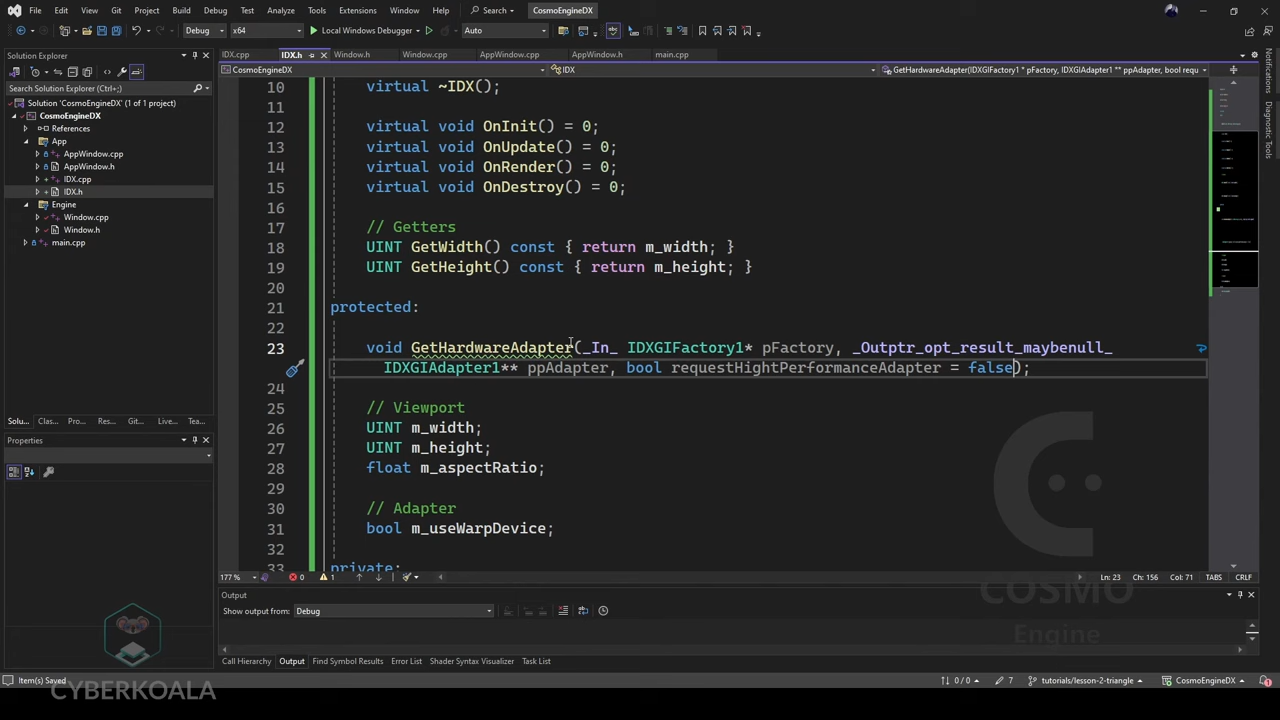 File Edit View Git Project Build Debug Test Analyze Tools Extensions Window Help Search CosmoEngineDX
Debug x64 Local Windows Debugger Auto
Solution Explorer
IDX.cpp IDX.h Window.h Window.cpp AppWindow.cpp AppWindow.h main.cpp
CosmoEngineDX IDX GetHardwareAdapter(IDXGIFactory1 * pFactory, IDXGIAdapter1 ** ppAdapter, bool requ
Search Solution Explorer
Solution 'CosmoEngineDX' (1 of 1 project)
CosmoEngineDX
References
App
AppWindow.cpp
AppWindow.h
IDX.cpp
IDX.h
Engine
Window.cpp
Window.h
main.cpp
Solu... Clas... Prop... Res... Git... Live... Tea...
Properties
10 virtual ~IDX();
11
12 virtual void OnInit() = 0;
13 virtual void OnUpdate() = 0;
14 virtual void OnRender() = 0;
15 virtual void OnDestroy() = 0;
16
17 // Getters
18 UINT GetWidth() const { return m_width; }
19 UINT GetHeight() const { return m_height; }
20
21 protected:
22
23 void GetHardwareAdapter(_In_ IDXGIFactory1* pFactory, _Outptr_opt_result_maybenull_
IDXGIAdapter1** ppAdapter, bool requestHightPerformanceAdapter = false);
24
25 // Viewport
26 UINT m_width;
27 UINT m_height;
28 float m_aspectRatio;
29
30 // Adapter
31 bool m_useWarpDevice;
32
33 private:
177 % 0 1 Ln: 23 Ch: 156 Col: 71 TABS CRLF
Output
Show output from: Debug
Call Hierarchy Output Find Symbol Results Error List Shader Syntax Visualizer Task List
Item(s) Saved 0 / 0 7 tutorials/lesson-2-triangle CosmoEngineDX
Notifications
Diagnostic Tools
COSMO
Engine
CYBERKOALA